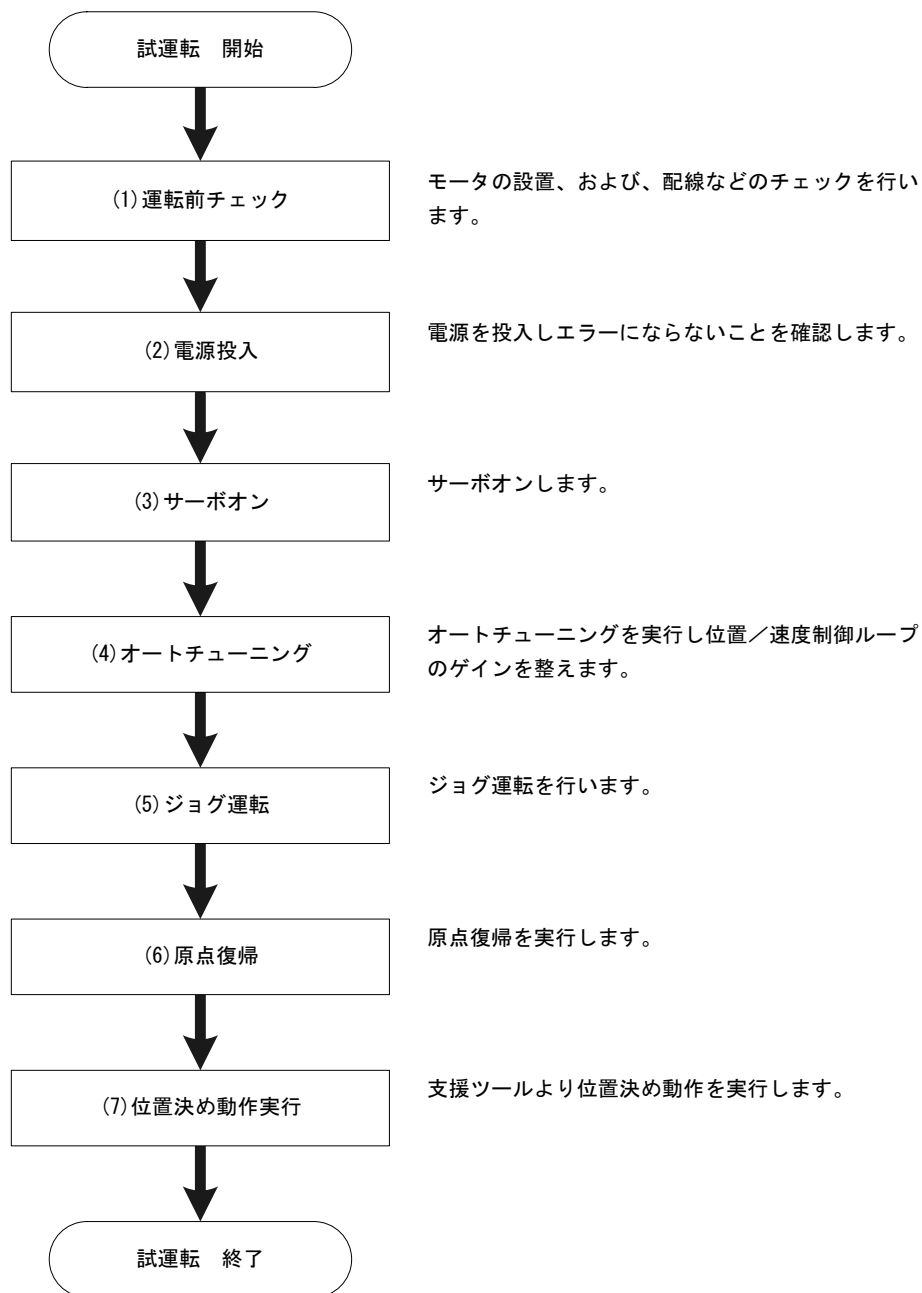 試運転　開始
(1)運転前チェック
モータの設置、および、配線などのチェックを行い
ます。
(2)電源投入
電源を投入しエラーにならないことを確認します。
(3)サーボオン
サーボオンします。
(4)オートチューニング
オートチューニングを実行し位置／速度制御ループ
のゲインを整えます。
(5)ジョグ運転
ジョグ運転を行います。
(6)原点復帰
原点復帰を実行します。
(7)位置決め動作実行
支援ツールより位置決め動作を実行します。
試運転　終了